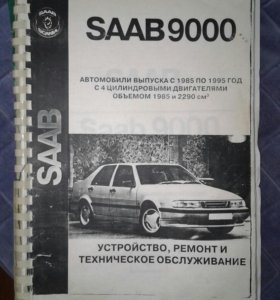 SAAB 9000
АВТОМОБИЛИ ВЫПУСКА С 1985 ПО 1995 ГОД
С 4 ЦИЛИНДРОВЫМИ ДВИГАТЕЛЯМИ
ОБЪЕМОМ 1985 И 2290 см³
SAAB
УСТРОЙСТВО, РЕМОНТ И
ТЕХНИЧЕСКОЕ ОБСЛУЖИВАНИЕ